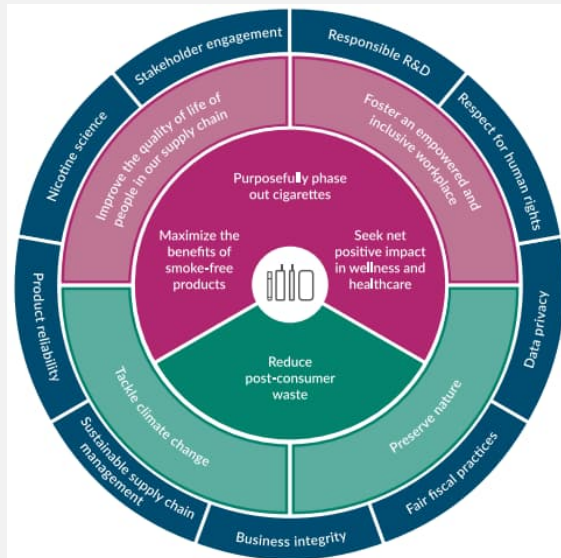 Stakeholder engagement
Responsible R&D
Respect for human rights
Data privacy
Fair fiscal practices
Business integrity
Sustainable supply chain
management
Product reliability
Nicotine science
Improve the quality of life of
people in our supply chain
Foster an empowered and
inclusive workplace
Preserve nature
Tackle climate change
Purposefully phase
out cigarettes
Maximize the
benefits of
smoke-free
products
Seek net
positive impact
in wellness and
healthcare
Reduce
post-consumer
waste